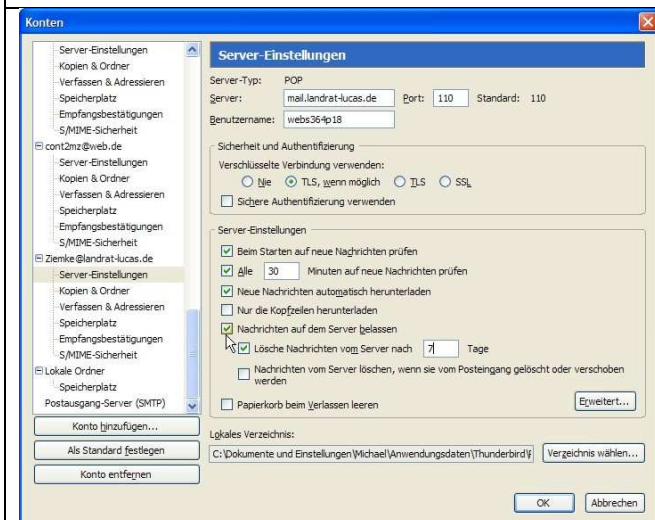 Konten
Server-Einstellungen
Kopien & Ordner
Verfassen & Adressieren
Speicherplatz
Empfangsbestätigungen
S/MIME-Sicherheit
cont2mz@web.de
Server-Einstellungen
Kopien & Ordner
Verfassen & Adressieren
Speicherplatz
Empfangsbestätigungen
S/MIME-Sicherheit
Ziemke@landrat-lucas.de
Server-Einstellungen
Kopien & Ordner
Verfassen & Adressieren
Speicherplatz
Empfangsbestätigungen
S/MIME-Sicherheit
Lokale Ordner
Speicherplatz
Postausgang-Server (SMTP)
Konto hinzufügen...
Als Standard festlegen
Konto entfernen
Server-Einstellungen
Server-Typ: POP
Server: mail.landrat-lucas.de Port: 110 Standard: 110
Benutzername: webs364p18
Sicherheit und Authentifizierung
Verschlüsselte Verbindung verwenden:
Nie TLS, wenn möglich TLS SSL
Sichere Authentifizierung verwenden
Server-Einstellungen
Beim Starten auf neue Nachrichten prüfen
Alle 30 Minuten auf neue Nachrichten prüfen
Neue Nachrichten automatisch herunterladen
Nur die Kopfzeilen herunterladen
Nachrichten auf dem Server belassen
Lösche Nachrichten vom Server nach 7 Tage
Nachrichten vom Server löschen, wenn sie vom Posteingang gelöscht oder verschoben
werden
Papierkorb beim Verlassen leeren
Erweitert...
Lokales Verzeichnis:
C:\Dokumente und Einstellungen\Michael\Anwendungsdaten\Thunderbird\ Verzeichnis wählen...
OK Abbrechen